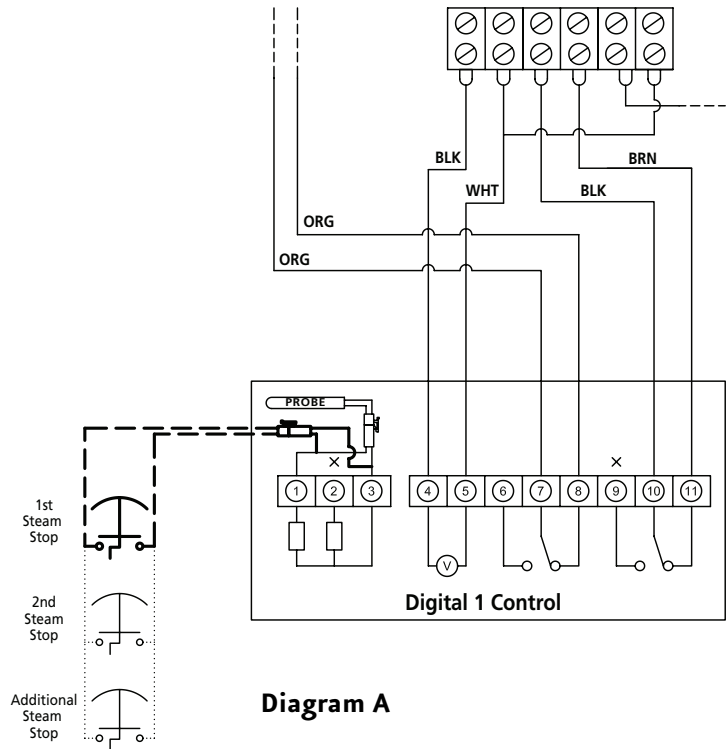 BLK
BRN
WHT
BLK
ORG
ORG
PROBE
1 2 3 4 5 6 7 8 9 10 11
V
Digital 1 Control
1st
Steam
Stop
2nd
Steam
Stop
Additional
Steam
Stop
Diagram A